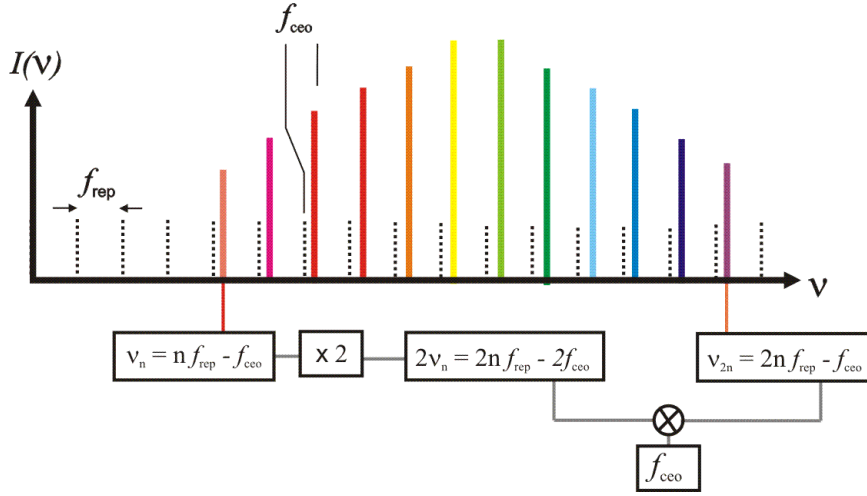 f_ceo
I(ν)
f_rep
ν
ν_n = n f_rep - f_ceo
x 2
2ν_n = 2n f_rep - 2f_ceo
ν_2n = 2n f_rep - f_ceo
f_ceo